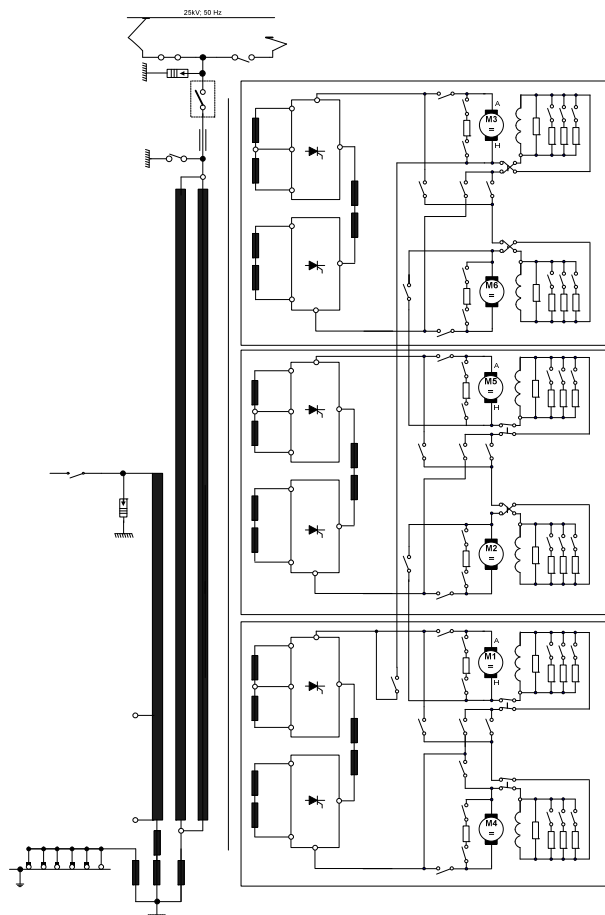 25kV; 50 Hz
A
M3
=
H
M6
=
A
M5
=
H
M2
=
A
M1
=
H
M4
=